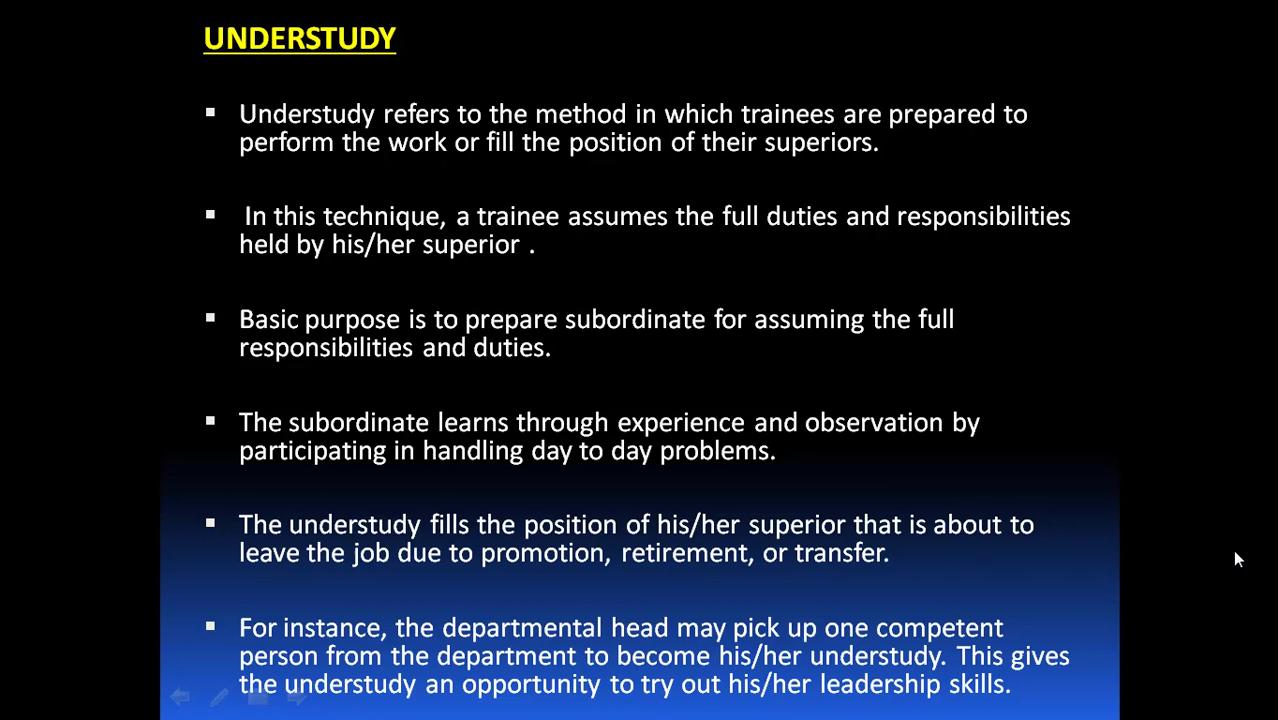 UNDERSTUDY
▪ Understudy refers to the method in which trainees are prepared to
perform the work or fill the position of their superiors.
▪ In this technique, a trainee assumes the full duties and responsibilities
held by his/her superior .
▪ Basic purpose is to prepare subordinate for assuming the full
responsibilities and duties.
▪ The subordinate learns through experience and observation by
participating in handling day to day problems.
▪ The understudy fills the position of his/her superior that is about to
leave the job due to promotion, retirement, or transfer.
▪ For instance, the departmental head may pick up one competent
person from the department to become his/her understudy. This gives
the understudy an opportunity to try out his/her leadership skills.